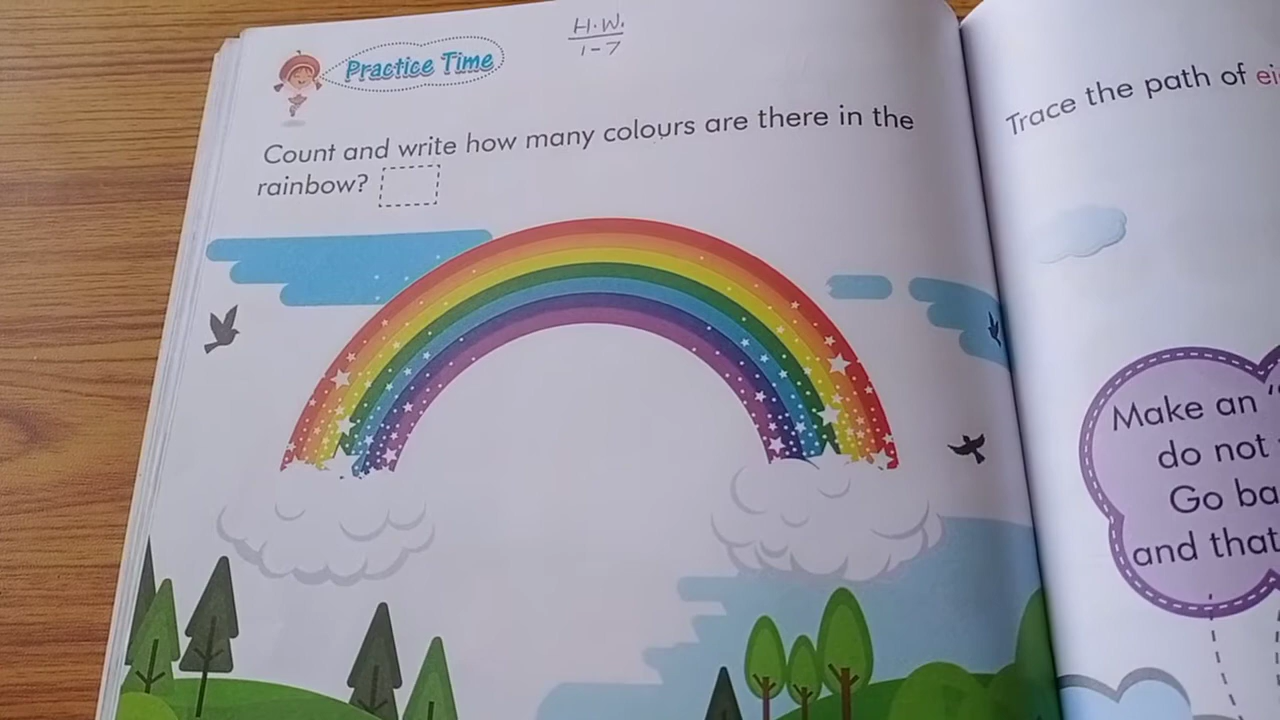 H.W.
1-7
Practice Time
Count and write how many colours are there in the
rainbow?
Trace the path of
Make an "
do not
Go
and that